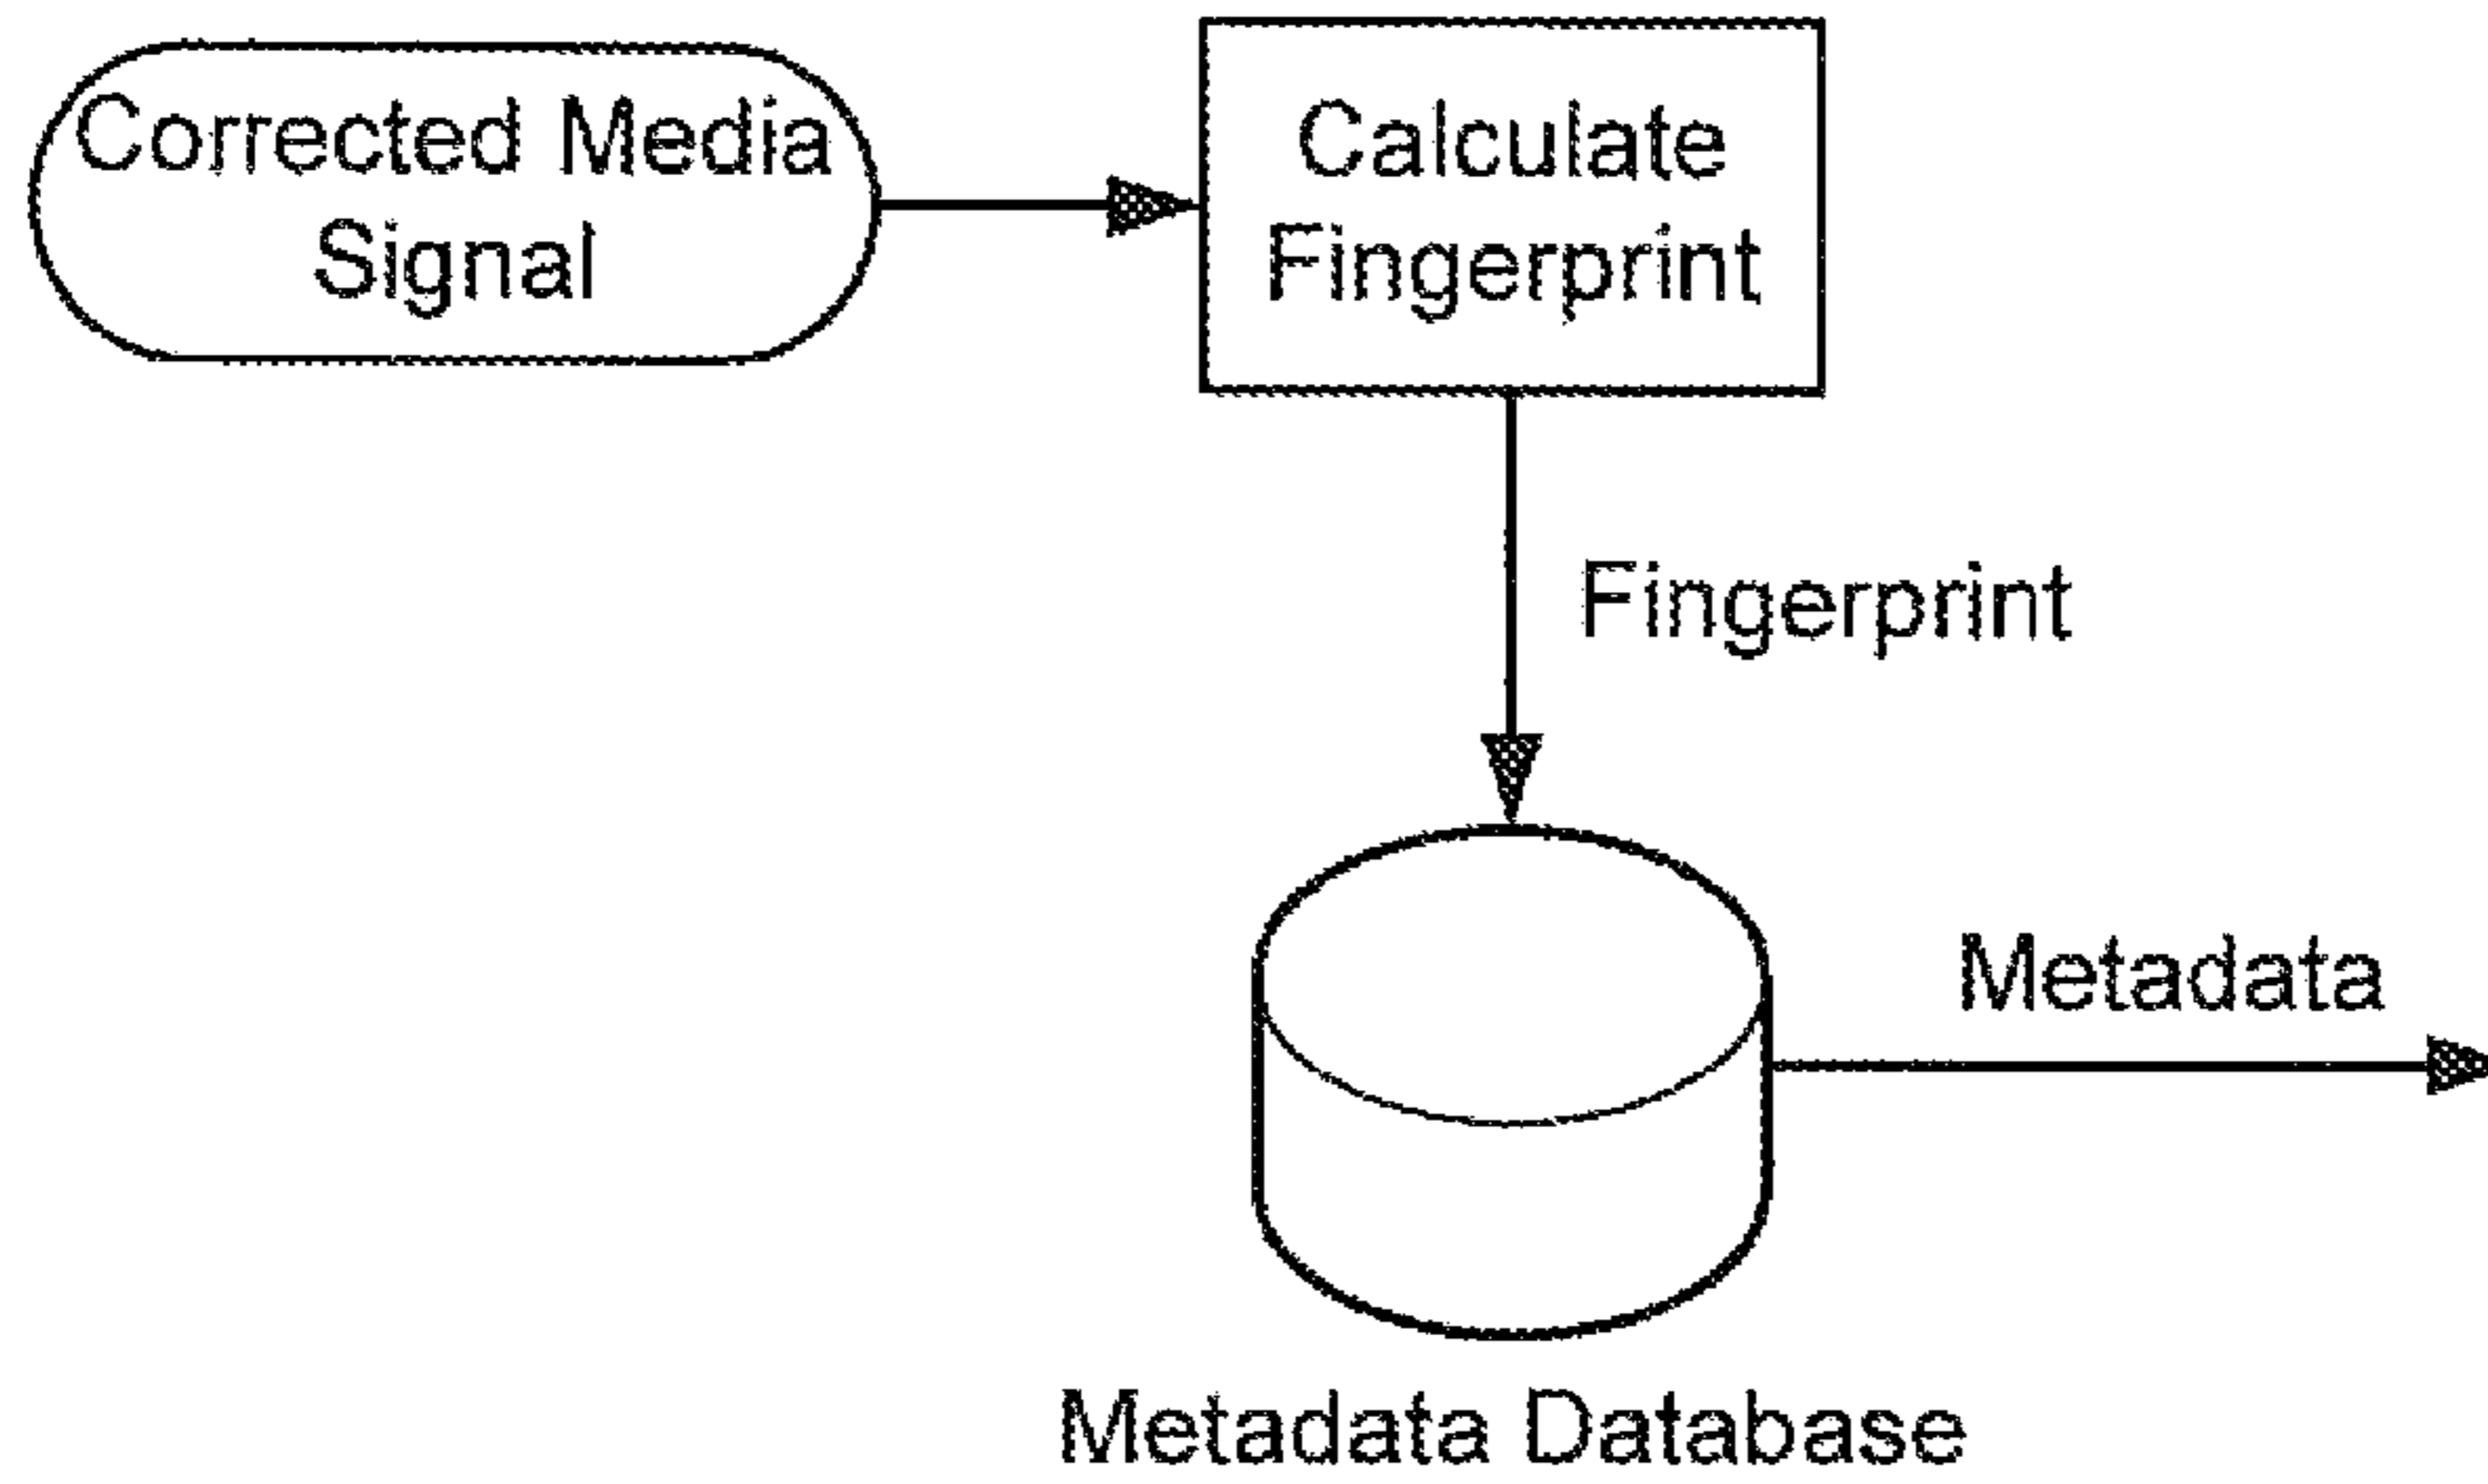 Corrected Media
Signal
Calculate
Fingerprint
Fingerprint
Metadata
Metadata Database